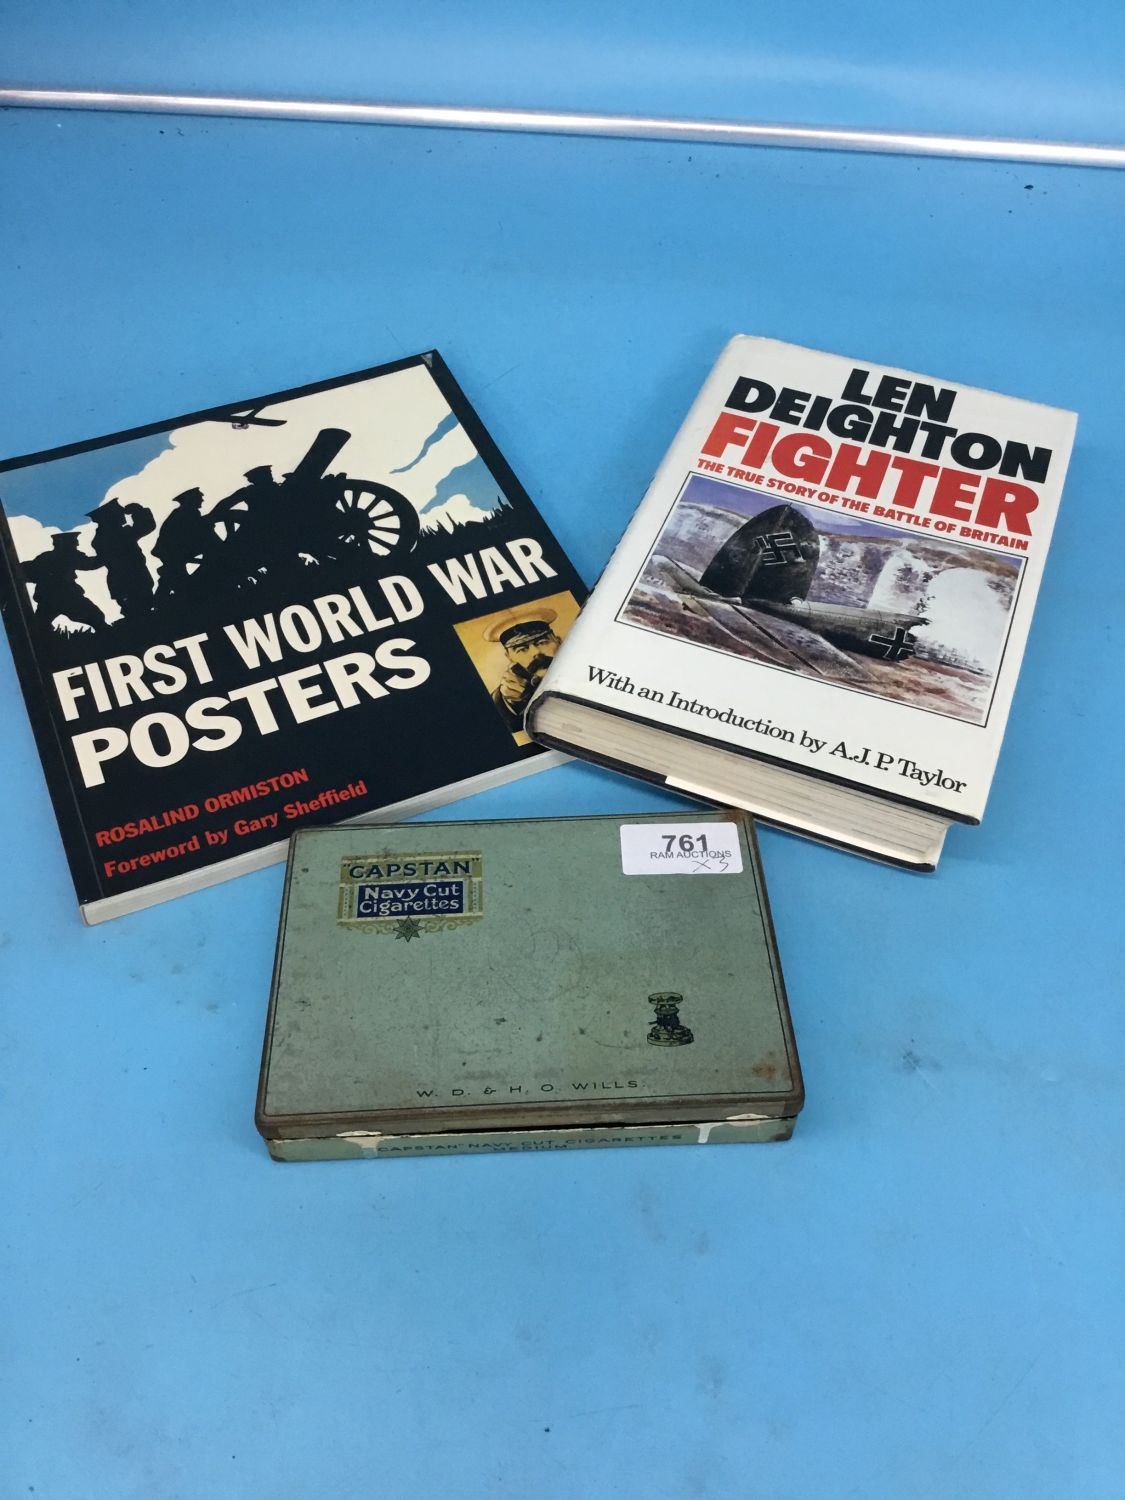 FIRST WORLD WAR
POSTERS
ROSALIND ORMISTON
Foreword by Gary Sheffield
LEN
DEIGHTON
FIGHTER
THE TRUE STORY OF THE BATTLE OF BRITAIN
With an Introduction by A.J.P. Taylor
"CAPSTAN"
Navy Cut
Cigarettes
761
RAM AUCTIONS
X3
W. D. & H. O. WILLS.
"CAPSTAN" NAVY CUT CIGARETTES
MEDIUM